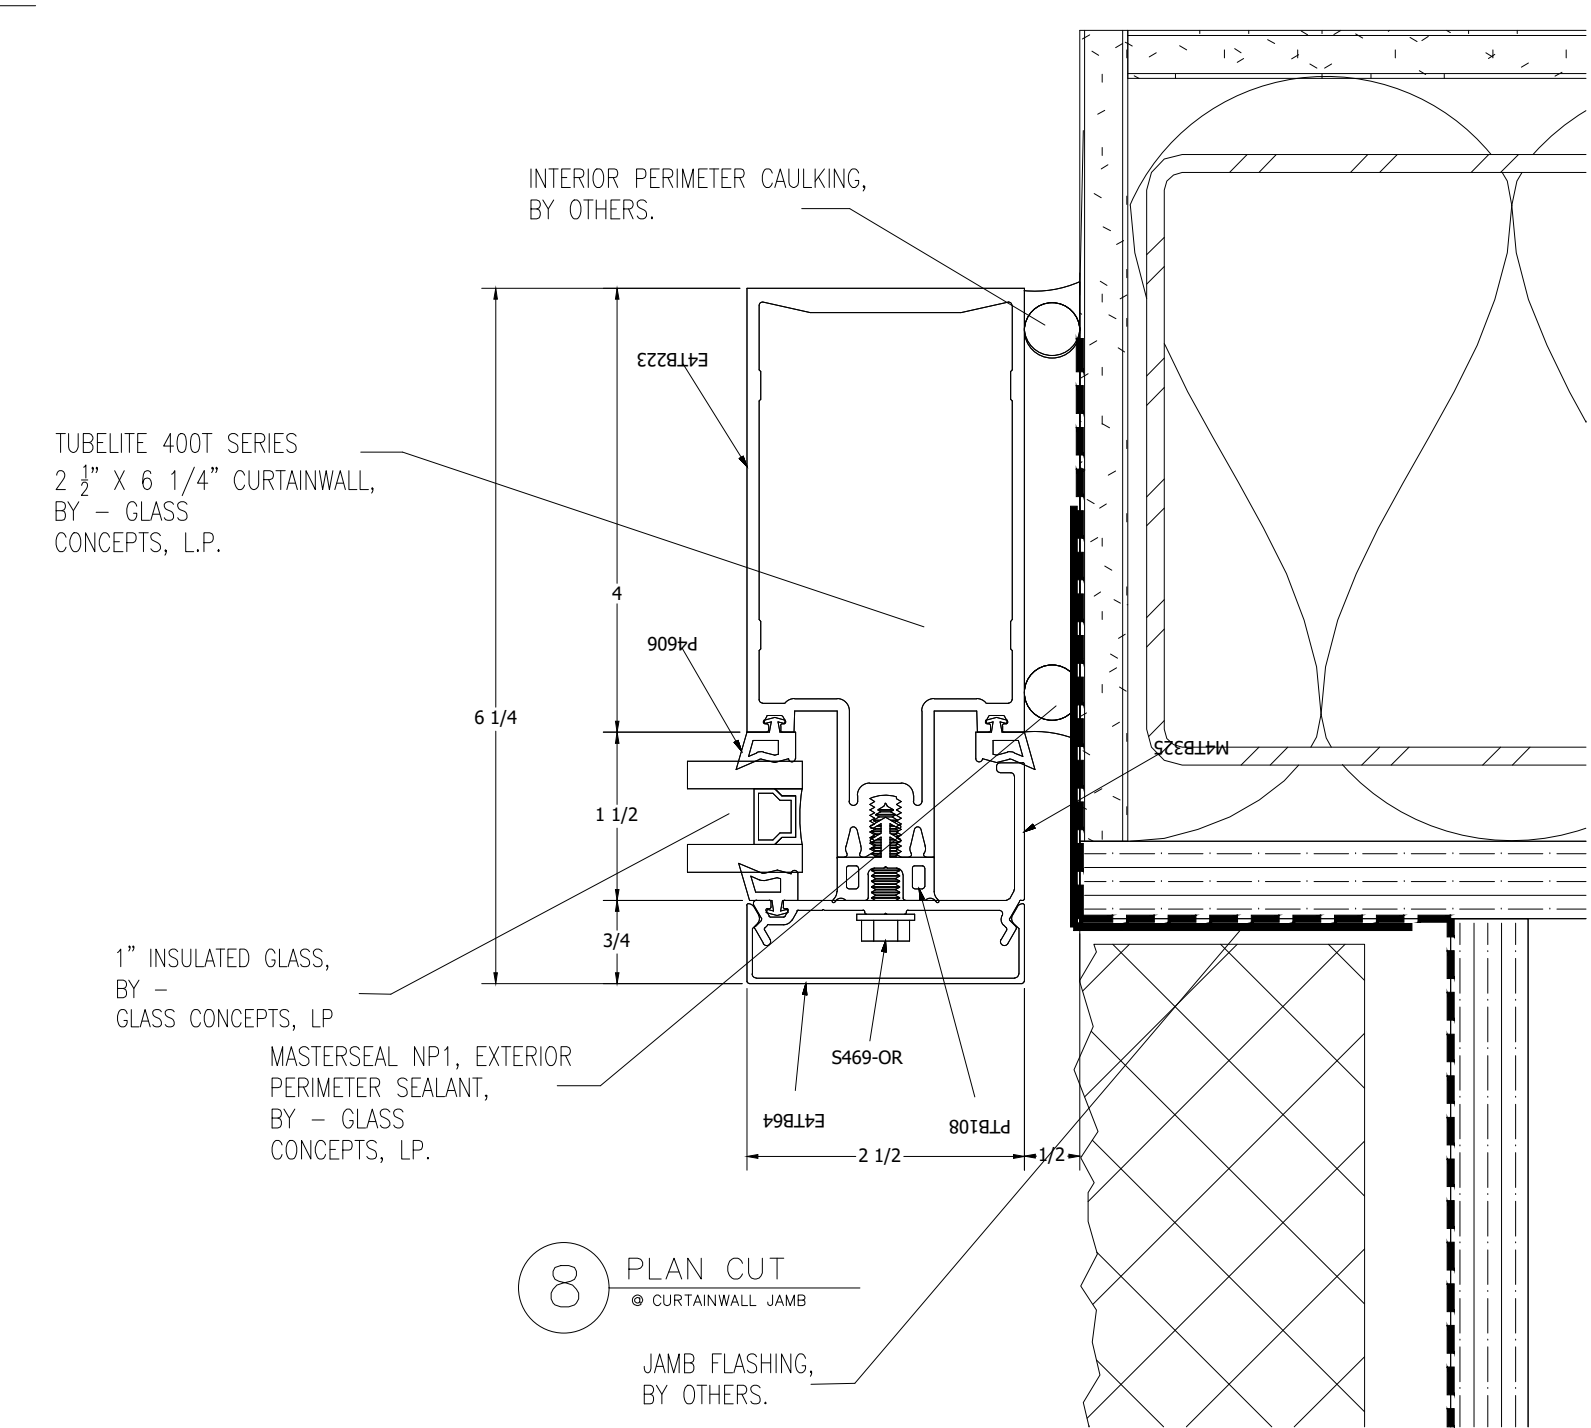 INTERIOR PERIMETER CAULKING,
BY OTHERS.
E4TB223
TUBELITE 400T SERIES
2 ½" X 6 1/4" CURTAINWALL,
BY – GLASS
CONCEPTS, L.P.
4
P4606
6 1/4
M4TB325
1 1/2
3/4
1" INSULATED GLASS,
BY –
GLASS CONCEPTS, LP
MASTERSEAL NP1, EXTERIOR
PERIMETER SEALANT,
BY – GLASS
CONCEPTS, LP.
S469-OR
E4TB64
PTB108
2 1/2
1/2
8
PLAN CUT
@ CURTAINWALL JAMB
JAMB FLASHING,
BY OTHERS.